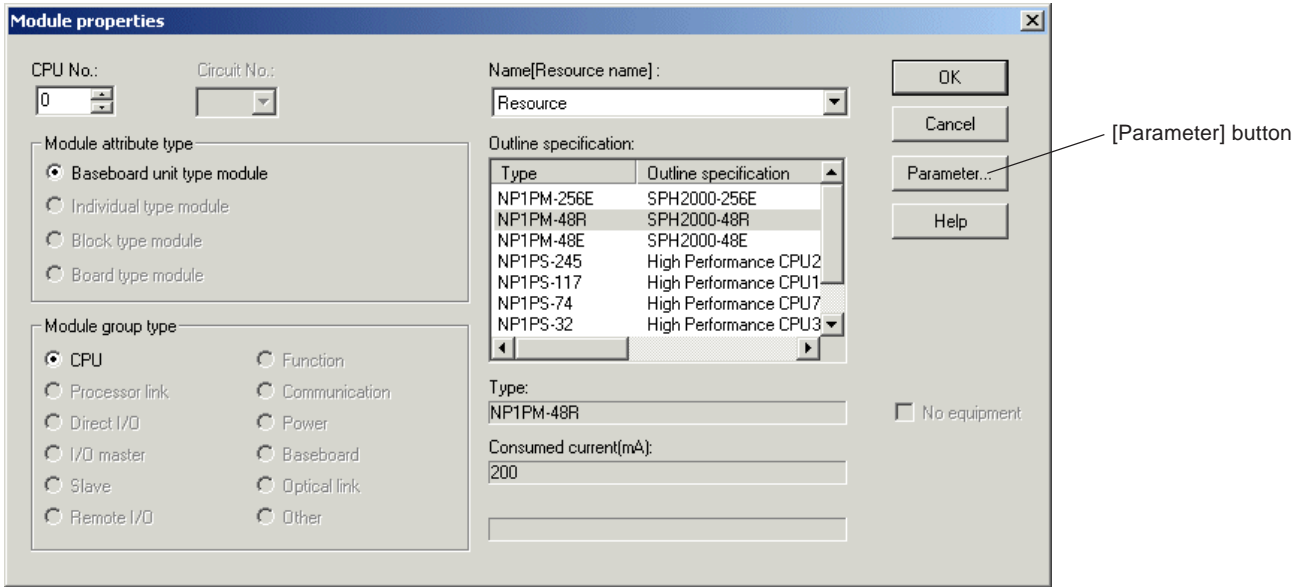 Module properties
CPU No.:
Circuit No.:
0
Module attribute type
Baseboard unit type module
Individual type module
Block type module
Board type module
Module group type
CPU
Function
Processor link
Communication
Direct I/O
Power
I/O master
Baseboard
Slave
Optical link
Remote I/O
Other
Name[Resource name] :
Resource
Outline specification:
Type Outline specification
NP1PM-256E SPH2000-256E
NP1PM-48R SPH2000-48R
NP1PM-48E SPH2000-48E
NP1PS-245 High Performance CPU2
NP1PS-117 High Performance CPU1
NP1PS-74 High Performance CPU7
NP1PS-32 High Performance CPU3
Type:
NP1PM-48R
Consumed current(mA):
200
OK
Cancel
Parameter...
Help
No equipment
[Parameter] button